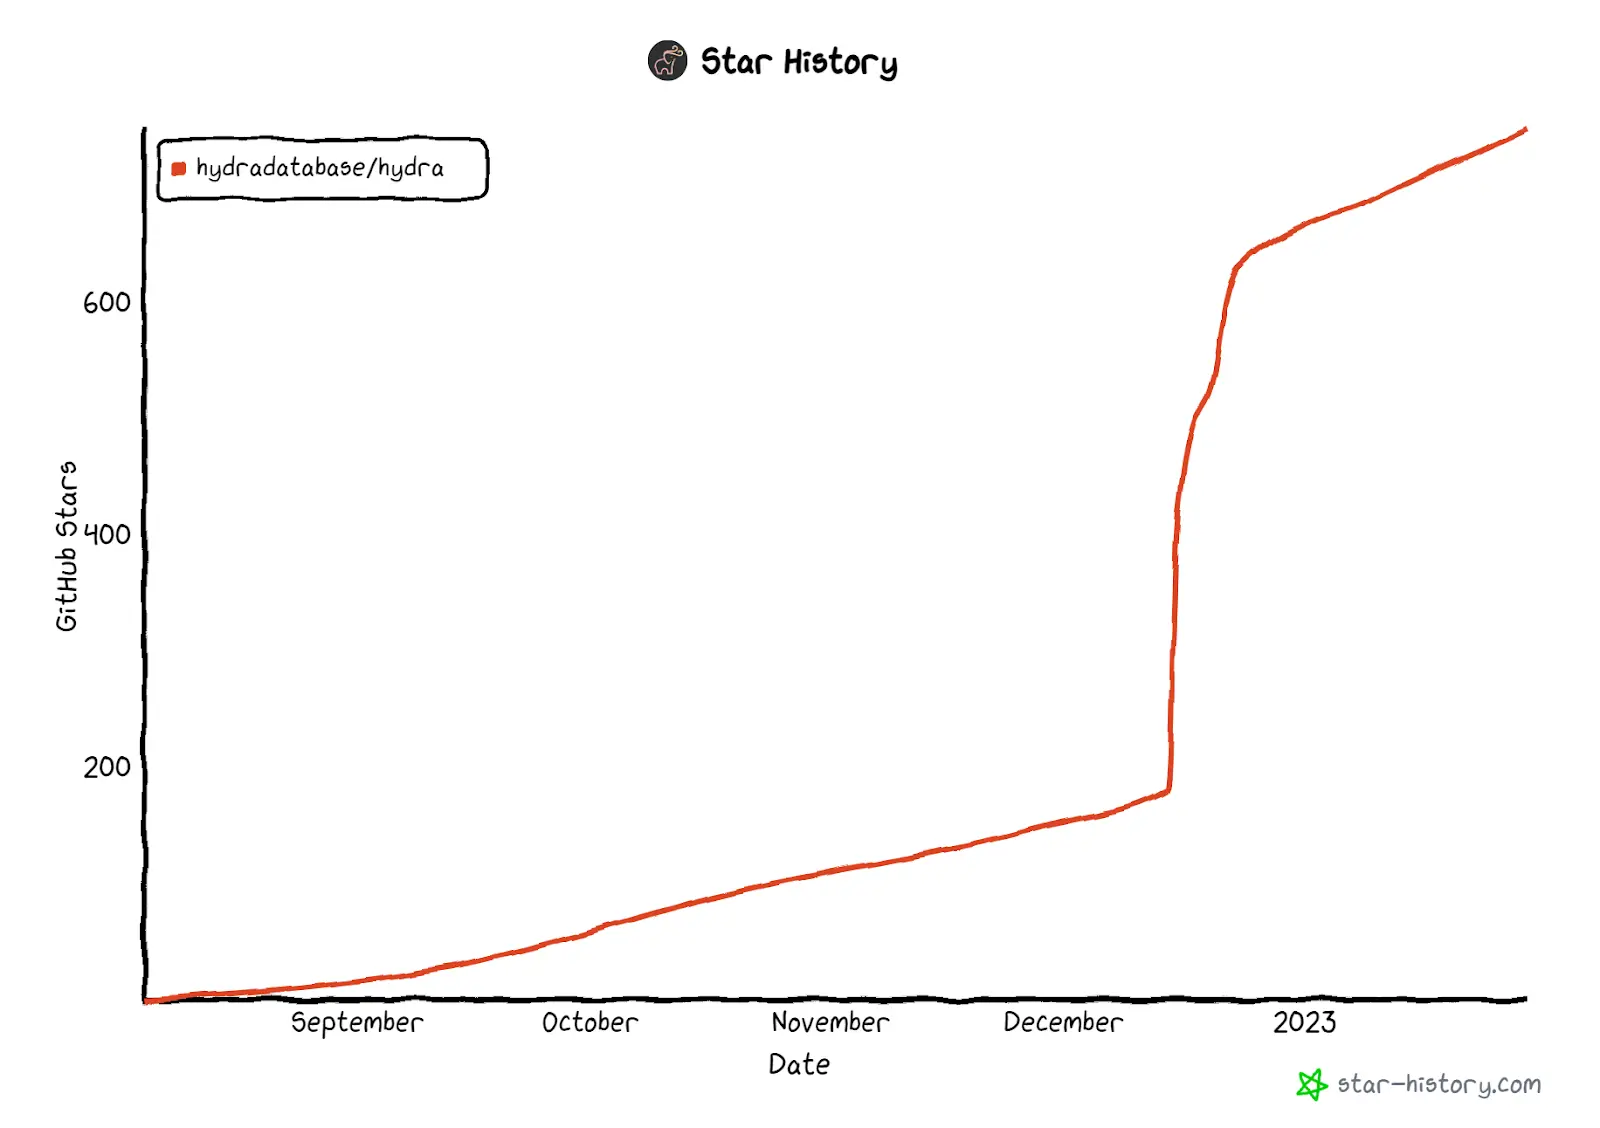 Star History
hydradatabase/hydra
600
400
200
GitHub Stars
September October November December 2023
Date
star-history.com